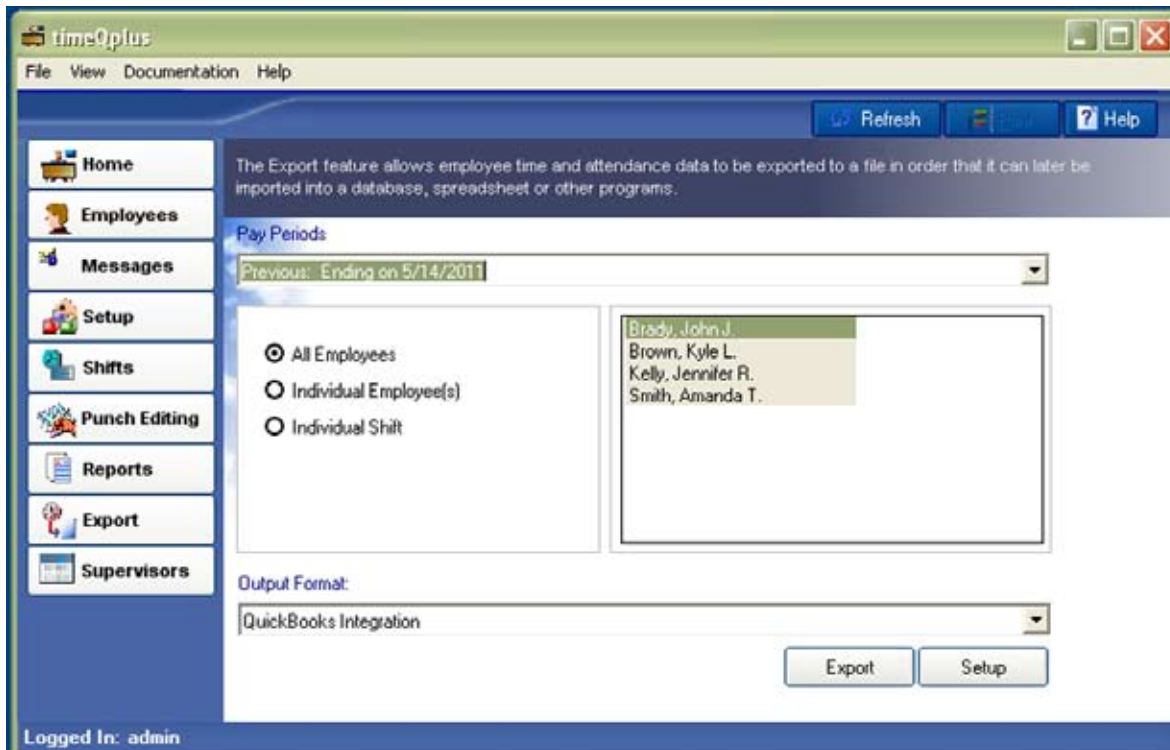 timeQplus
File View Documentation Help
Refresh Help
Home
Employees
Messages
Setup
Shifts
Punch Editing
Reports
Export
Supervisors
The Export feature allows employee time and attendance data to be exported to a file in order that it can later be
imported into a database, spreadsheet or other programs.
Pay Periods
Previous: Ending on 5/14/2011
All Employees
Individual Employee(s)
Individual Shift
Brady, John J.
Brown, Kyle L.
Kelly, Jennifer R.
Smith, Amanda T.
Output Format:
QuickBooks Integration
Export Setup
Logged In: admin